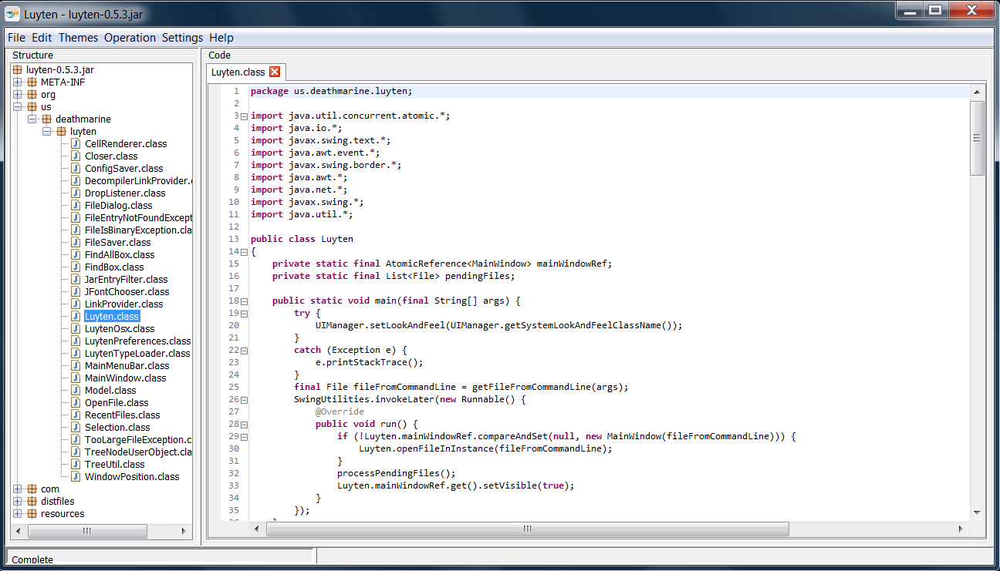 Luyten - luyten-0.5.3.jar
File Edit Themes Operation Settings Help
Structure
luyten-0.5.3.jar
META-INF
org
us
deathmarine
luyten
CellRenderer.class
Closer.class
ConfigSaver.class
DecompilerLinkProvider.
DropListener.class
FileDialog.class
FileEntryNotFoundExcept
FileIsBinaryException.cla
FileSaver.class
FindAllBox.class
FindBox.class
JarEntryFilter.class
JFontChooser.class
LinkProvider.class
Luyten.class
LuytenOsx.class
LuytenPreferences.class
LuytenTypeLoader.class
MainMenuBar.class
MainWindow.class
Model.class
OpenFile.class
RecentFiles.class
Selection.class
TooLargeFileException.c
TreeNodeUserObject.cla
TreeUtil.class
WindowPosition.class
com
distfiles
resources
Code
Luyten.class
1 package us.deathmarine.luyten;
2
3 import java.util.concurrent.atomic.*;
4 import java.io.*;
5 import javax.swing.text.*;
6 import java.awt.event.*;
7 import javax.swing.border.*;
8 import java.awt.*;
9 import java.net.*;
10 import javax.swing.*;
11 import java.util.*;
12
13 public class Luyten
14 {
15     private static final AtomicReference<MainWindow> mainWindowRef;
16     private static final List<File> pendingFiles;
17
18     public static void main(final String[] args) {
19         try {
20             UIManager.setLookAndFeel(UIManager.getSystemLookAndFeelClassName());
21         }
22         catch (Exception e) {
23             e.printStackTrace();
24         }
25         final File fileFromCommandLine = getFileFromCommandLine(args);
26         SwingUtilities.invokeLater(new Runnable() {
27             @Override
28             public void run() {
29                 if (!Luyten.mainWindowRef.compareAndSet(null, new MainWindow(fileFromCommandLine))) {
30                     Luyten.openFileInInstance(fileFromCommandLine);
31                 }
32                 processPendingFiles();
33                 Luyten.mainWindowRef.get().setVisible(true);
34             }
35         });
Complete